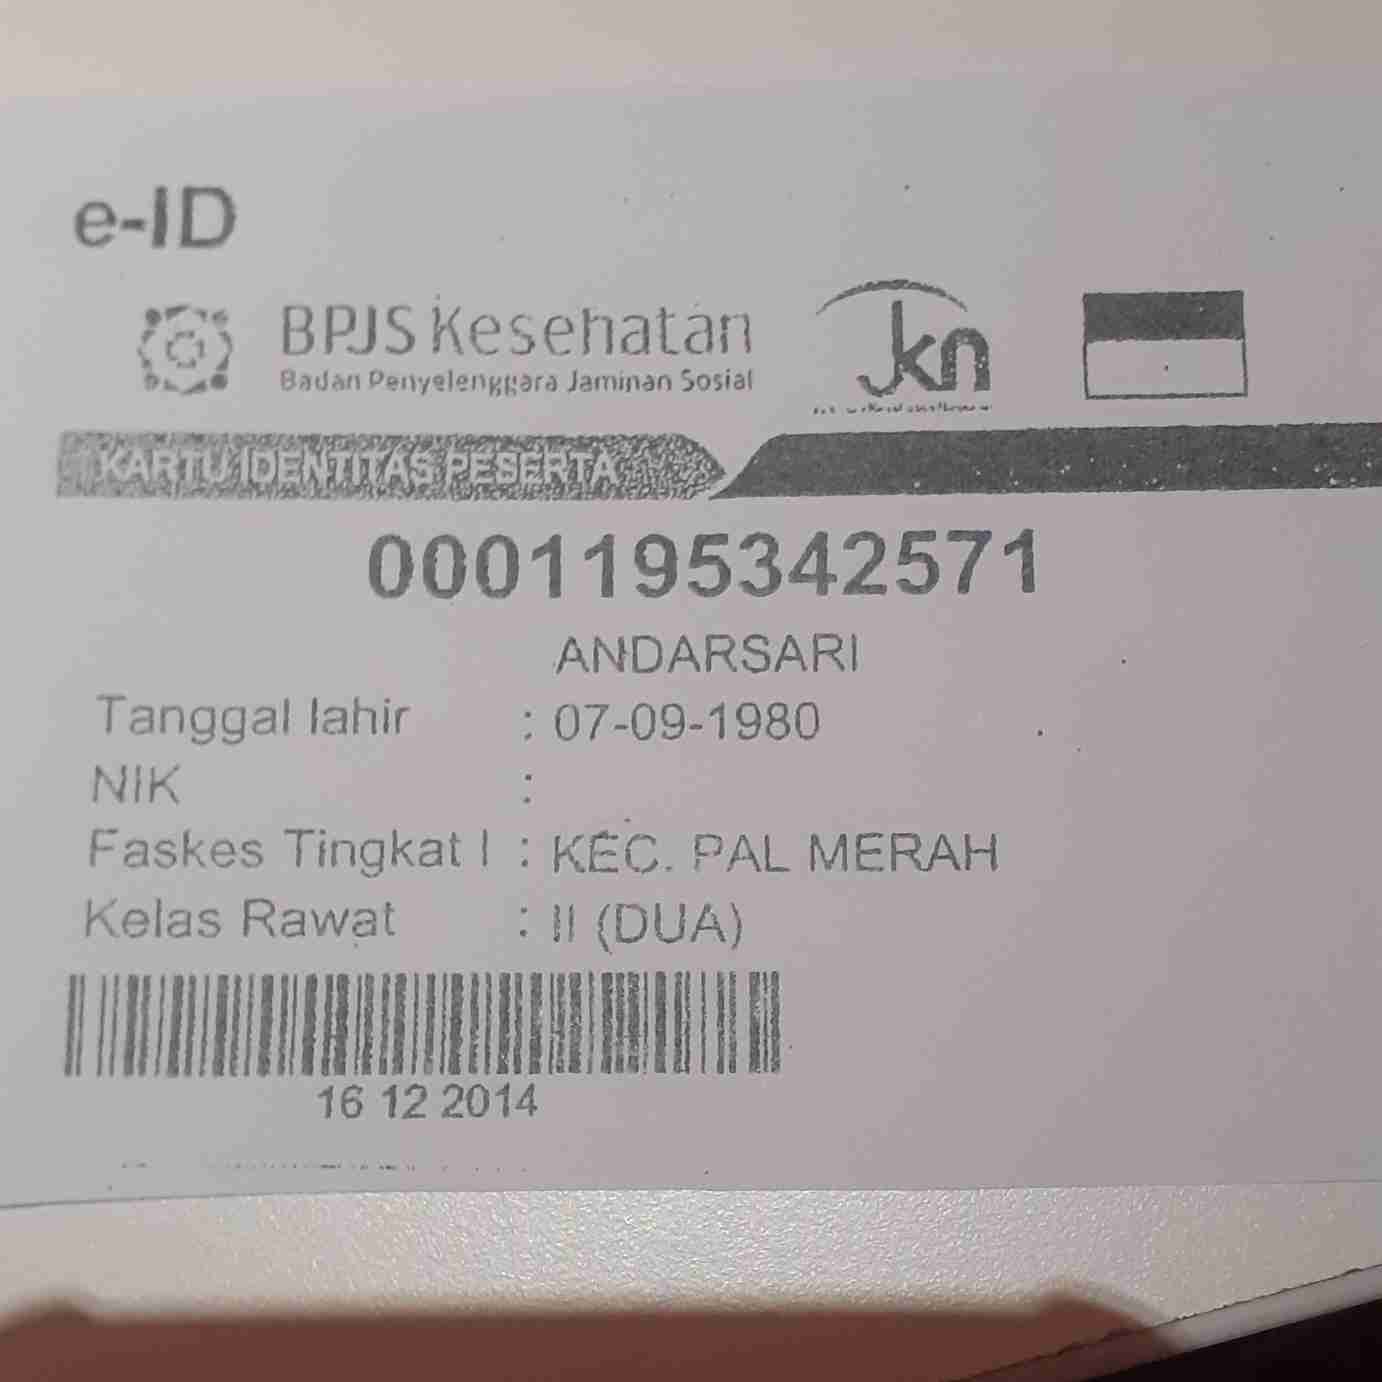 e-ID
BPJS Kesehatan
Badan Penyelenggara Jaminan Sosial
jkn
KARTU IDENTITAS PESERTA
0001195342571
ANDARSARI
Tanggal lahir : 07-09-1980
NIK :
Faskes Tingkat I : KEC. PAL MERAH
Kelas Rawat : II (DUA)
16 12 2014